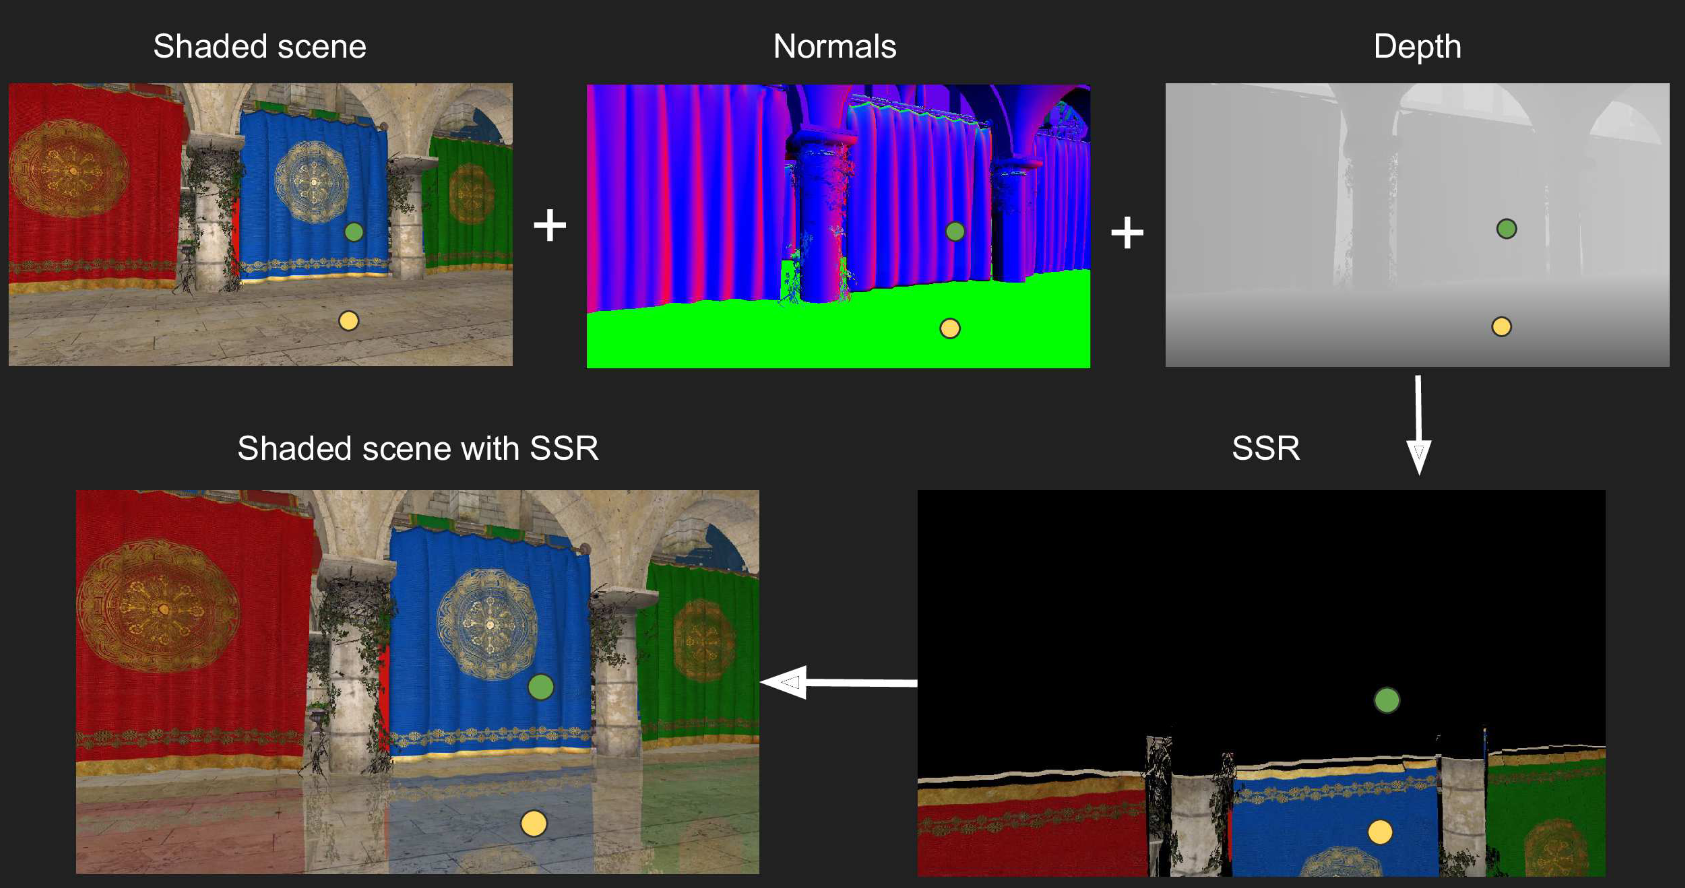 Shaded scene
Normals
Depth
+
+
Shaded scene with SSR
SSR